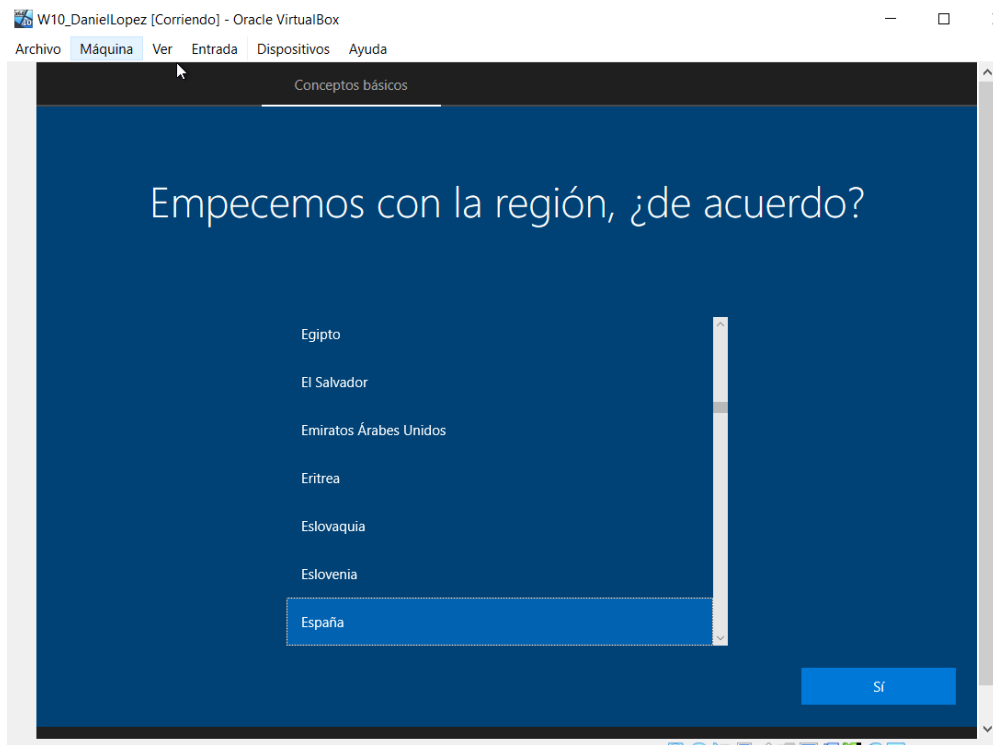 W10_DanielLopez [Corriendo] - Oracle VirtualBox
Archivo Máquina Ver Entrada Dispositivos Ayuda
Conceptos básicos
Empecemos con la región, ¿de acuerdo?
Egipto
El Salvador
Emiratos Árabes Unidos
Eritrea
Eslovaquia
Eslovenia
España
Sí